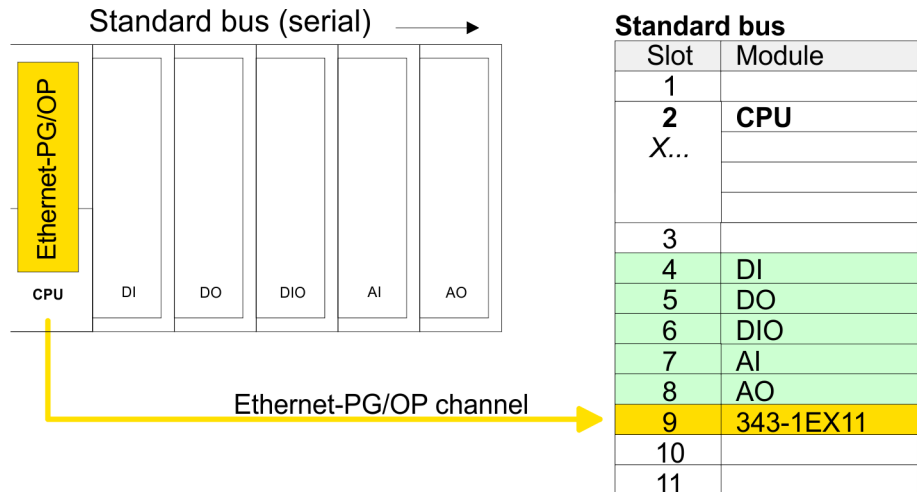 Standard bus (serial)
Ethernet-PG/OP
CPU
DI
DO
DIO
AI
AO
Ethernet-PG/OP channel
Standard bus
Slot Module
1
2 CPU
X...
3
4 DI
5 DO
6 DIO
7 AI
8 AO
9 343-1EX11
10
11